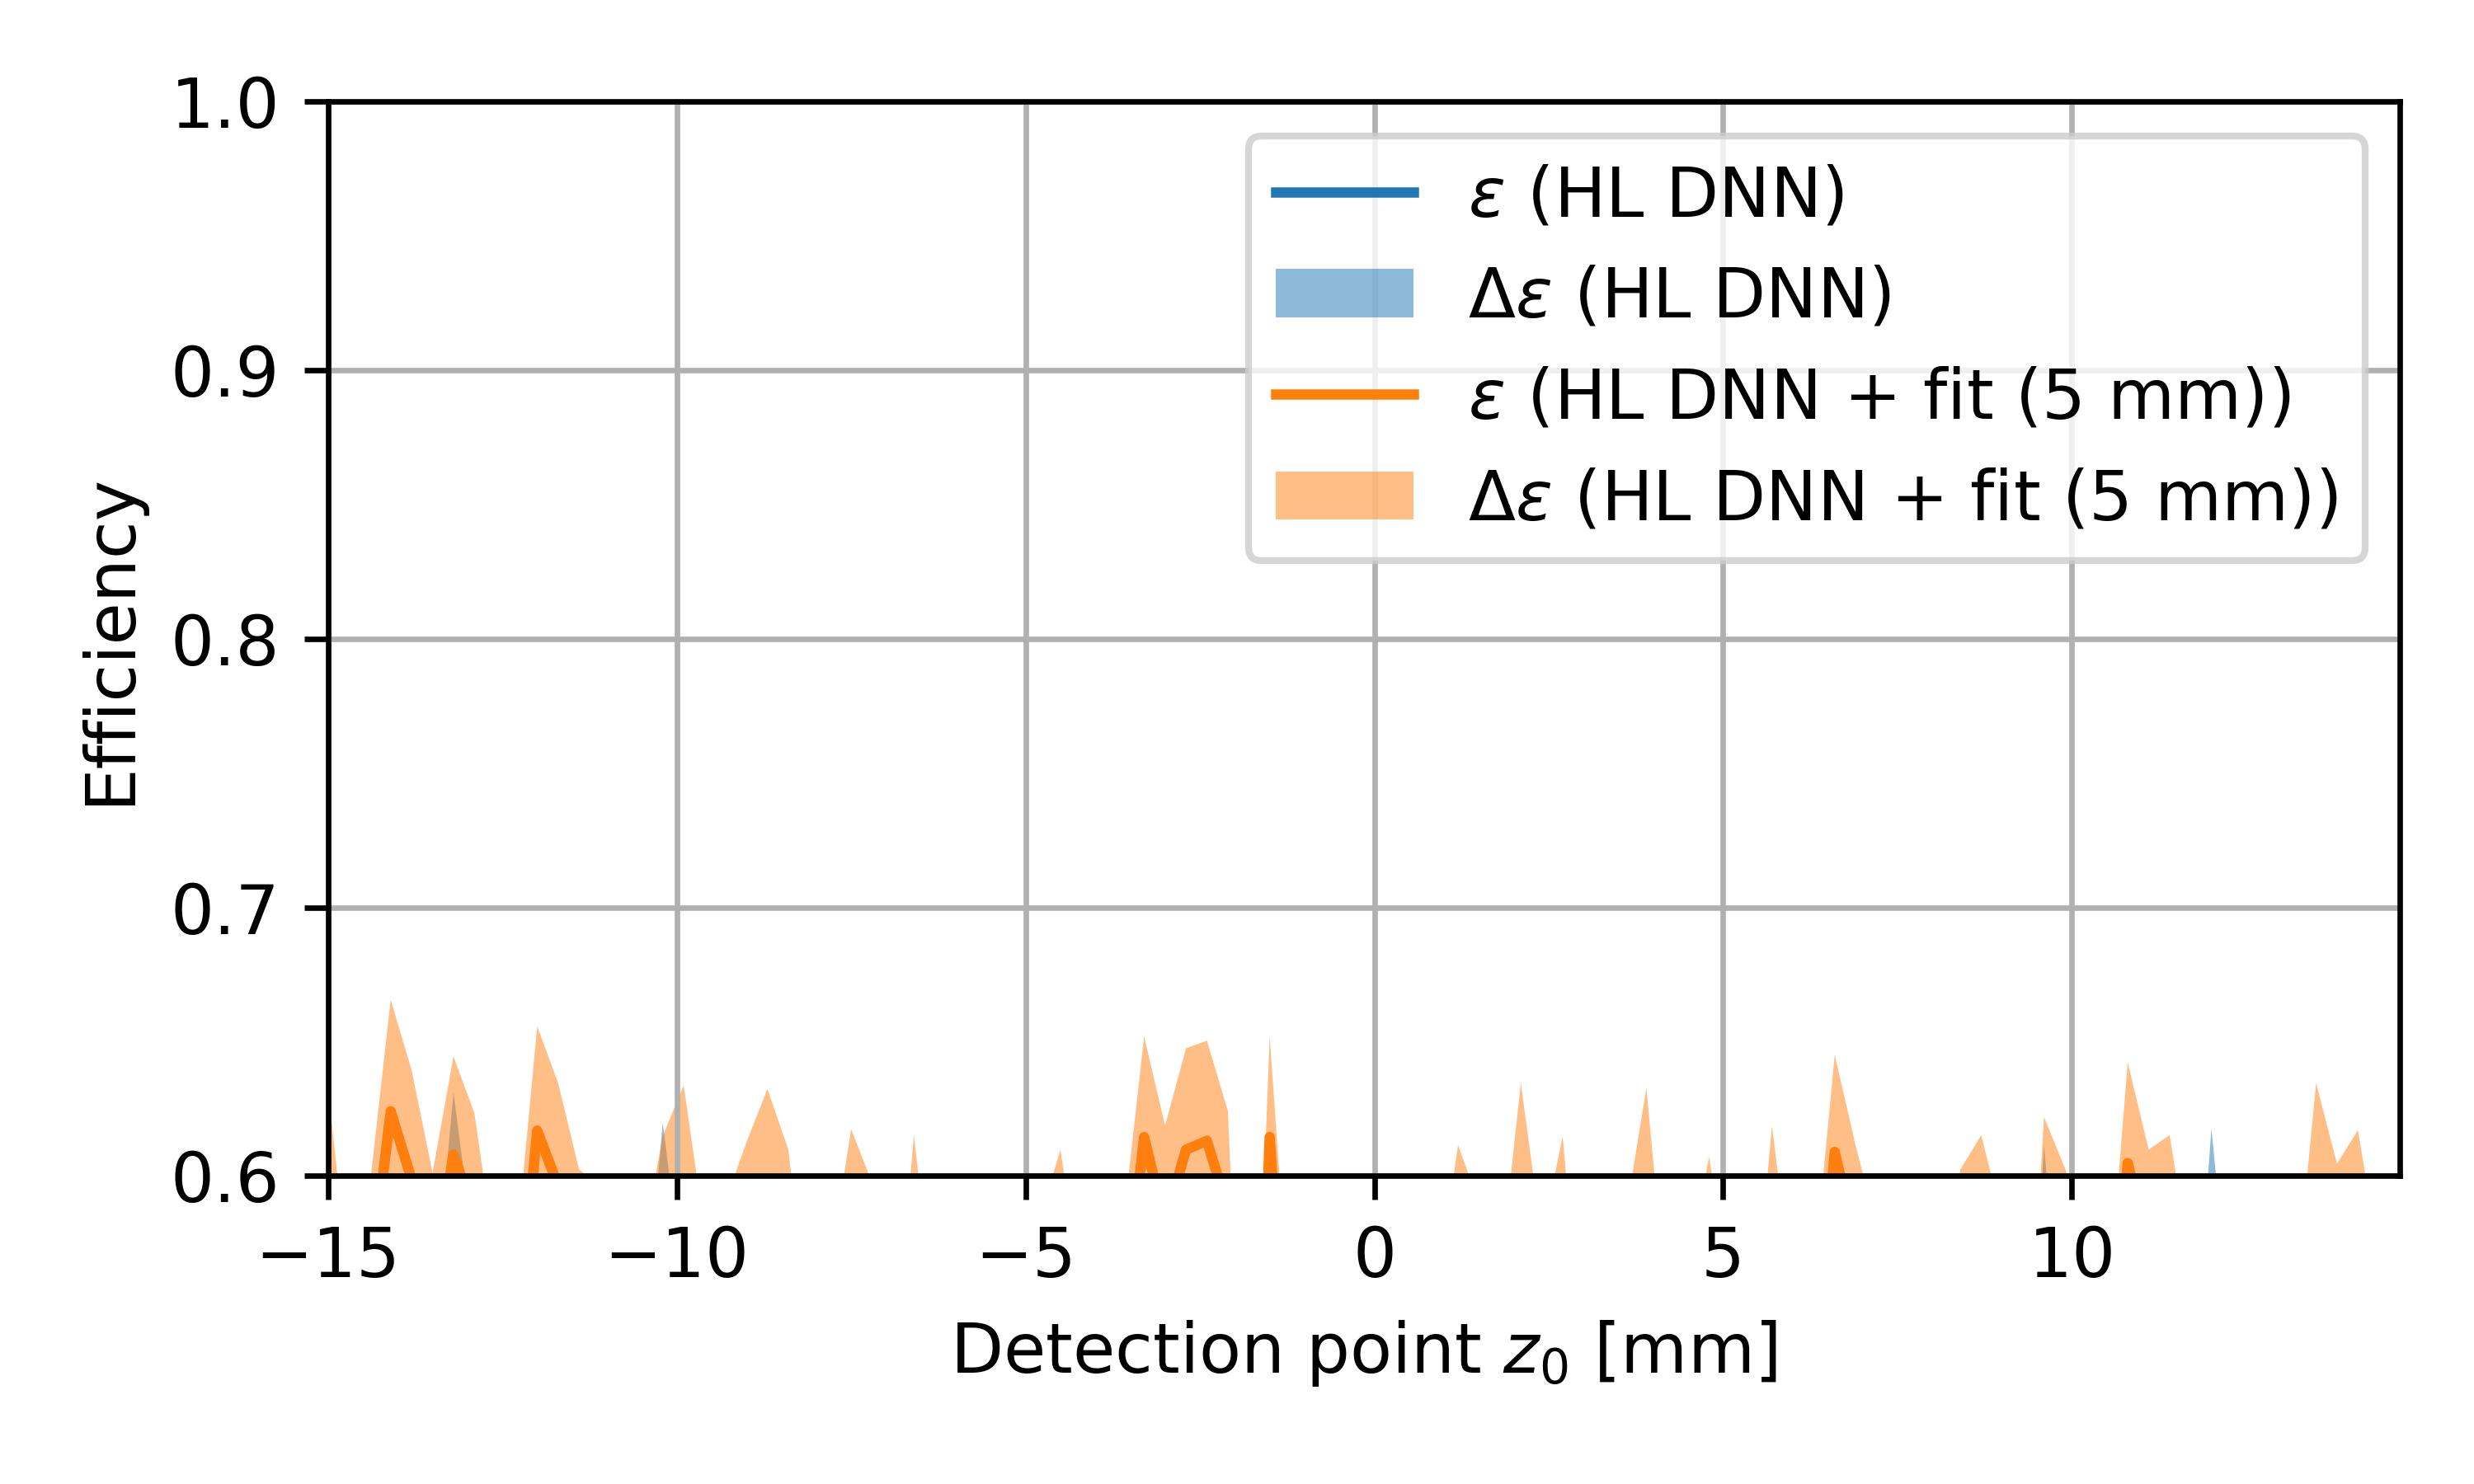 1.0
0.9
0.8
0.7
0.6
Efficiency
ε (HL DNN)
Δε (HL DNN)
ε (HL DNN + fit (5 mm))
Δε (HL DNN + fit (5 mm))
−15 −10 −5 0 5 10
Detection point z₀ [mm]